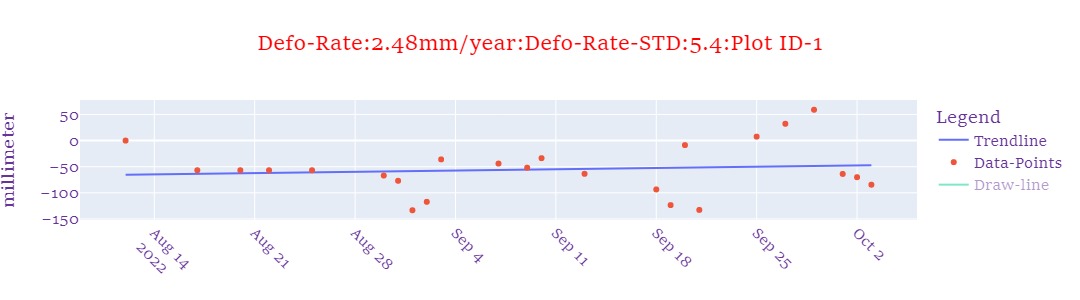 Defo-Rate:2.48mm/year:Defo-Rate-STD:5.4:Plot ID-1
millimeter
50
0
−50
−100
−150
Aug 14
2022
Aug 21
Aug 28
Sep 4
Sep 11
Sep 18
Sep 25
Oct 2
Legend
Trendline
Data-Points
Draw-line